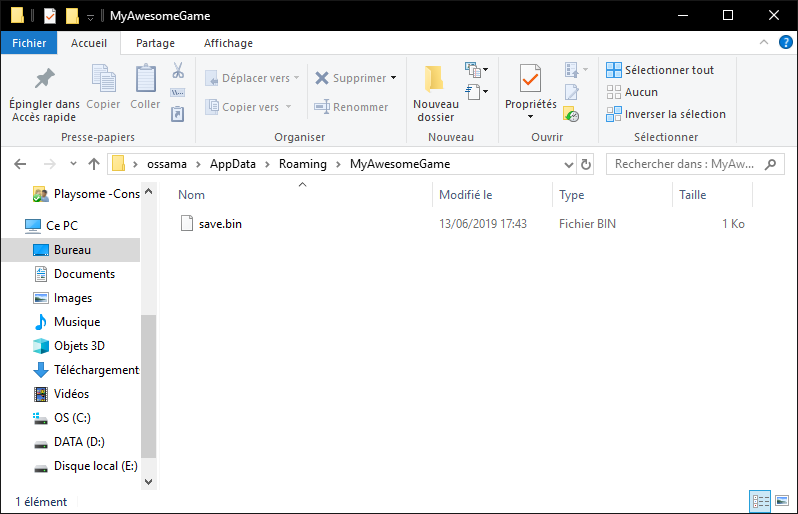 MyAwesomeGame
Fichier Accueil Partage Affichage
Épingler dans Accès rapide
Copier
Coller
Presse-papiers
Déplacer vers
Copier vers
Supprimer
Renommer
Organiser
Nouveau dossier
Nouveau
Propriétés
Ouvrir
Sélectionner tout
Aucun
Inverser la sélection
Sélectionner
ossama > AppData > Roaming > MyAwesomeGame
Rechercher dans : MyAw...
Playsome -Cons
Ce PC
Bureau
Documents
Images
Musique
Objets 3D
Téléchargement
Vidéos
OS (C:)
DATA (D:)
Disque local (E:)
Nom Modifié le Type Taille
save.bin 13/06/2019 17:43 Fichier BIN 1 Ko
1 élément